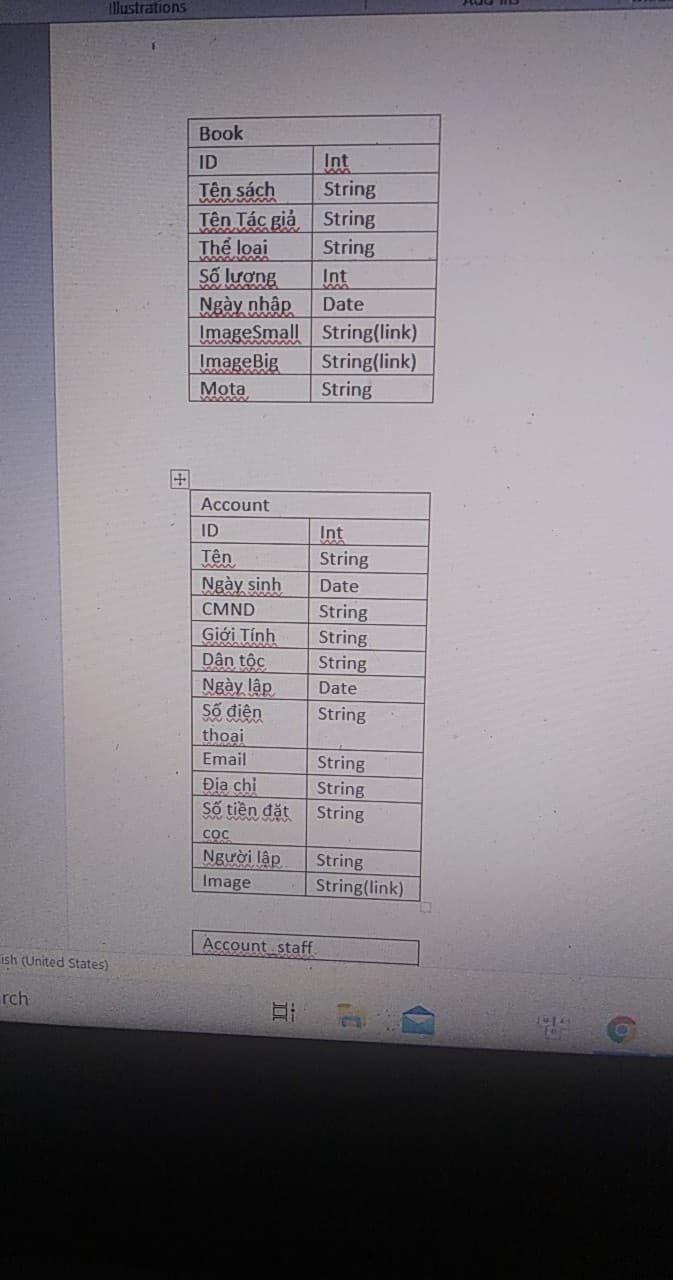 Illustrations
Book
ID Int
Tên sách String
Tên Tác giả String
Thể loại String
Số lượng Int
Ngày nhập Date
ImageSmall String(link)
ImageBig String(link)
Mota String
Account
ID Int
Tên String
Ngày sinh Date
CMND String
Giới Tính String
Dân tộc String
Ngày lập Date
Số điện String
thoại
Email String
Địa chỉ String
Số tiền đặt String
cọc
Người lập String
Image String(link)
Account_staff
ish (United States)
rch